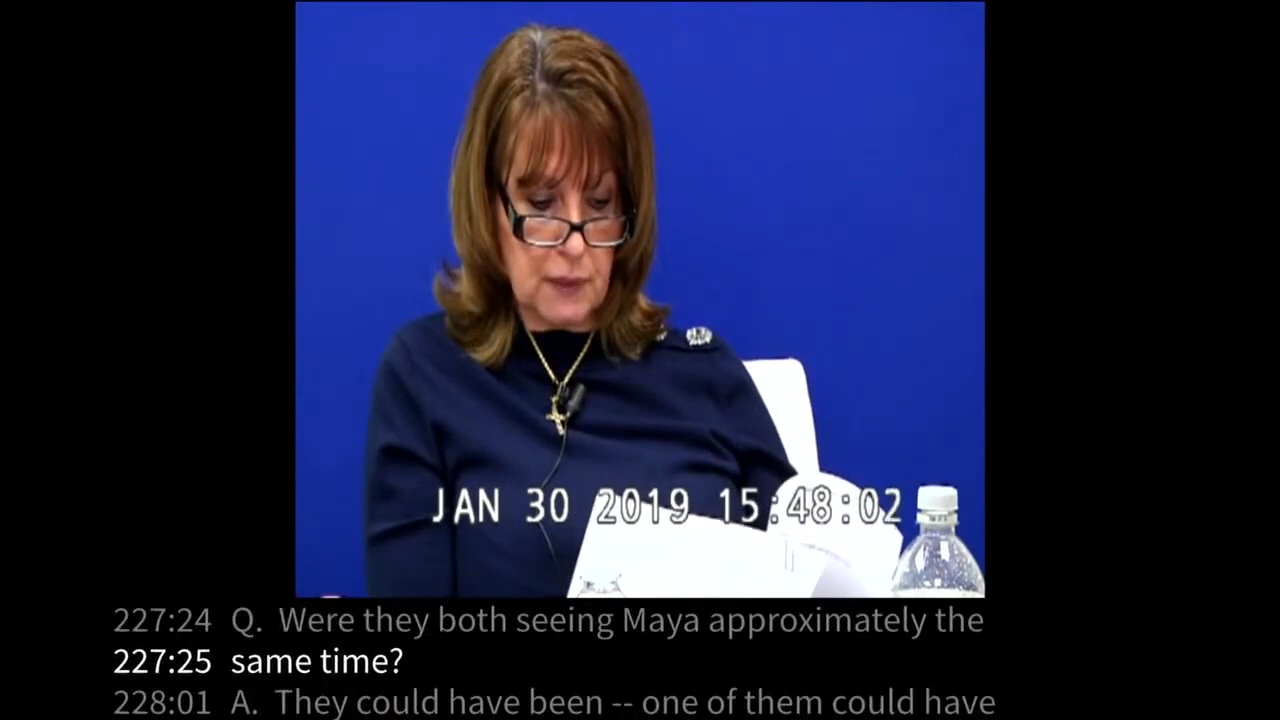 JAN 30 2019 15:48:02
227:24 Q. Were they both seeing Maya approximately the
227:25 same time?
228:01 A. They could have been -- one of them could have